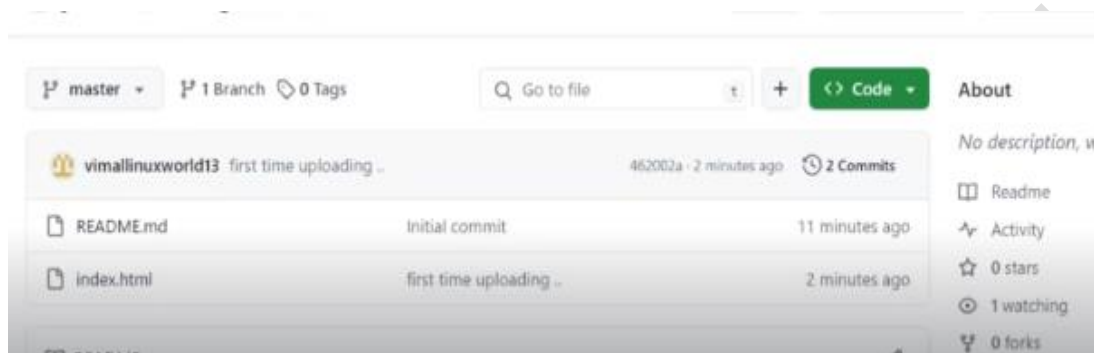 master
1 Branch
0 Tags
Go to file
t
+
<> Code
About
vimallinuxworld13 first time uploading ..
462002a · 2 minutes ago
2 Commits
No description,
README.md
Initial commit
11 minutes ago
Readme
Activity
index.html
first time uploading ..
2 minutes ago
0 stars
1 watching
0 forks